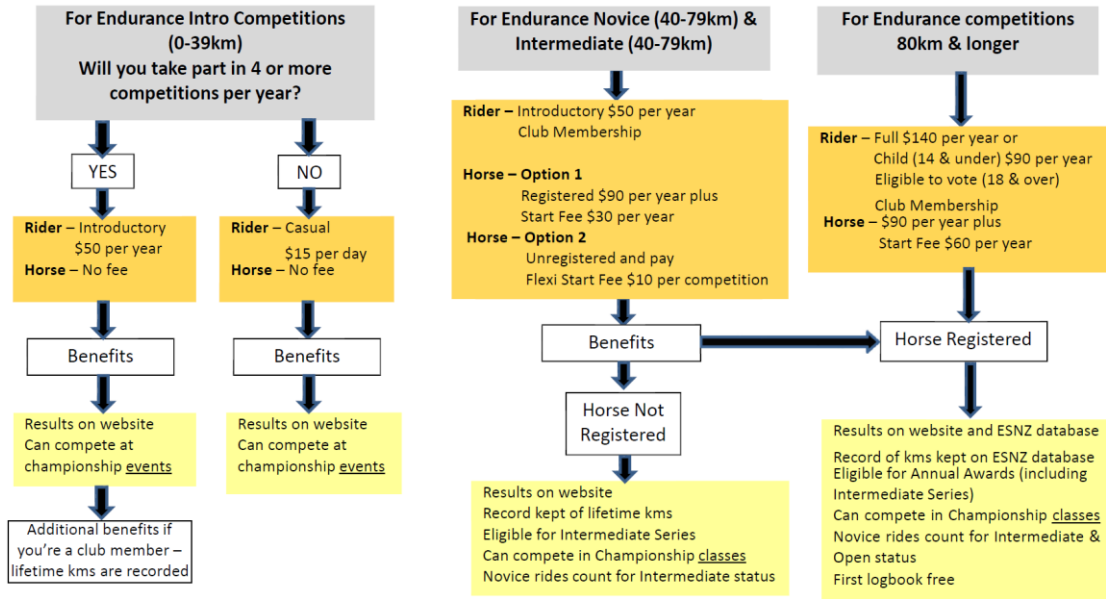 For Endurance Intro Competitions
(0-39km)
Will you take part in 4 or more
competitions per year?
YES
NO
Rider – Introductory
$50 per year
Horse – No fee
Rider – Casual
$15 per day
Horse – No fee
Benefits
Benefits
Results on website
Can compete at
championship events
Results on website
Can compete at
championship events
Additional benefits if
you're a club member –
lifetime kms are recorded
For Endurance Novice (40-79km) &
Intermediate (40-79km)
Rider – Introductory $50 per year
Club Membership
Horse – Option 1
Registered $90 per year plus
Start Fee $30 per year
Horse – Option 2
Unregistered and pay
Flexi Start Fee $10 per competition
Benefits
Horse Not
Registered
Results on website
Record kept of lifetime kms
Eligible for Intermediate Series
Can compete in Championship classes
Novice rides count for Intermediate status
For Endurance competitions
80km & longer
Rider – Full $140 per year or
Child (14 & under) $90 per year
Eligible to vote (18 & over)
Club Membership
Horse – $90 per year plus
Start Fee $60 per year
Horse Registered
Results on website and ESNZ database
Record of kms kept on ESNZ database
Eligible for Annual Awards (including
Intermediate Series)
Can compete in Championship classes
Novice rides count for Intermediate &
Open status
First logbook free